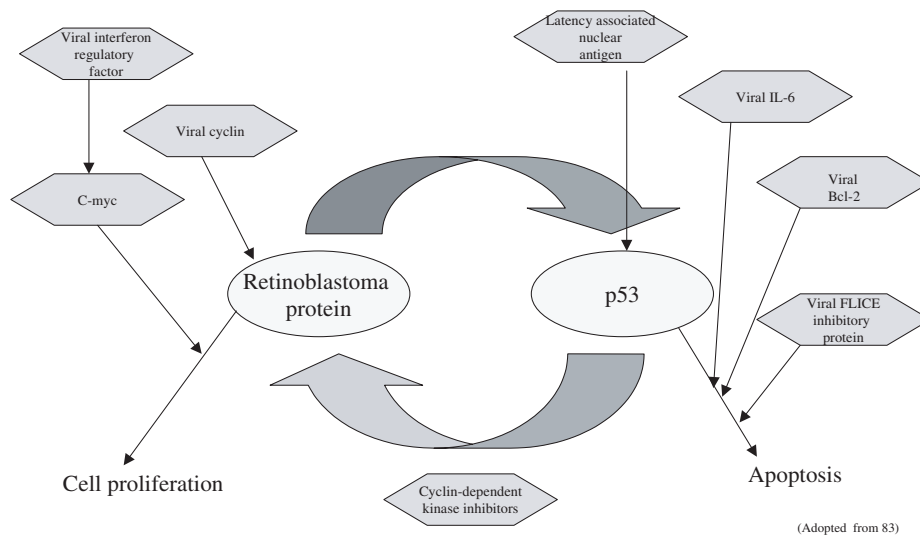 Viral interferon
regulatory
factor
Latency associated
nuclear
antigen
Viral IL-6
Viral cyclin
C-myc
Viral
Bcl-2
Retinoblastoma
protein
p53
Viral FLICE
inhibitory
protein
Cell proliferation
Apoptosis
Cyclin-dependent
kinase inhibitors
(Adopted from 83)